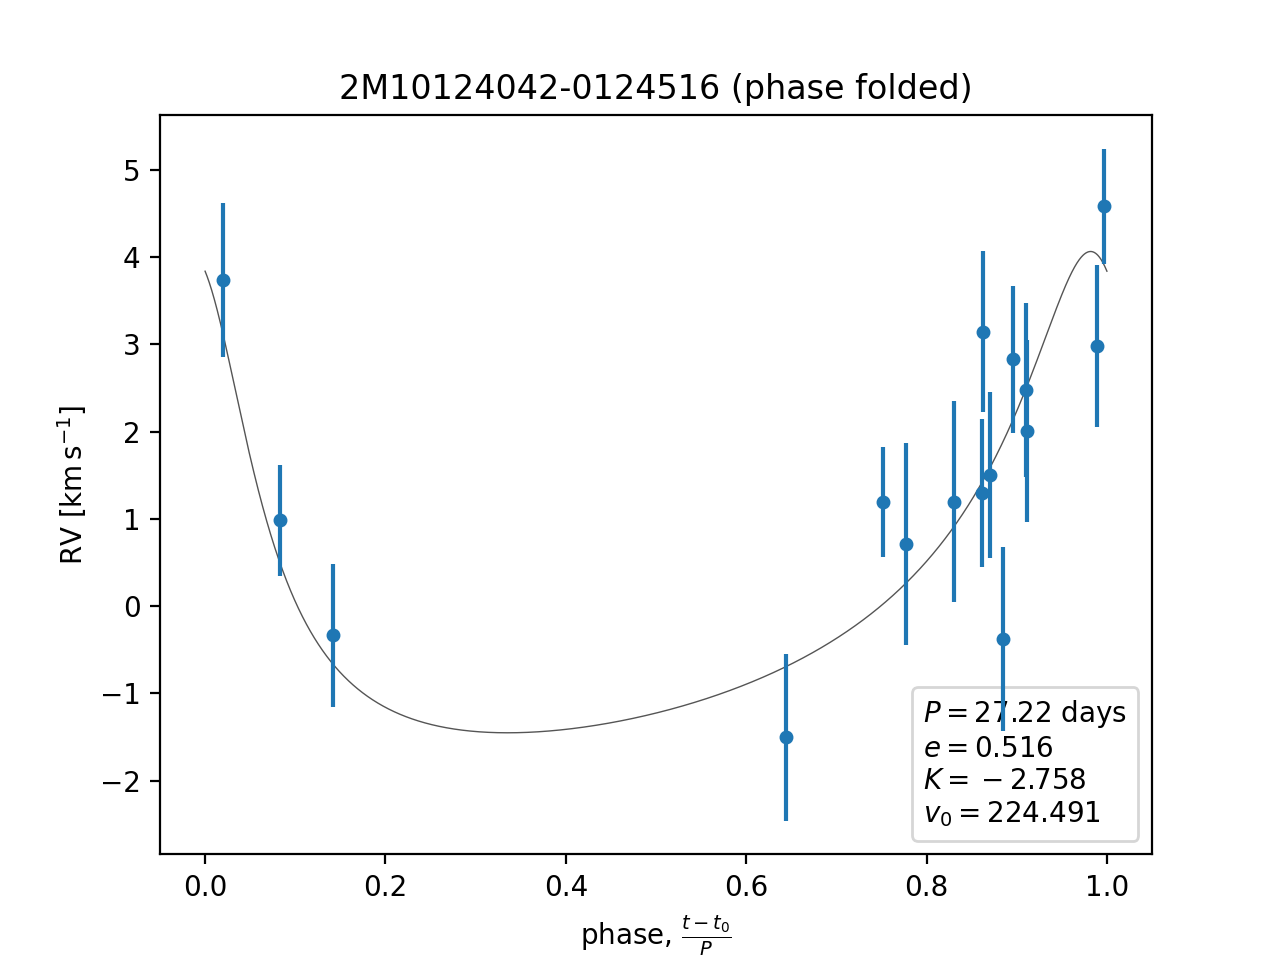 2M10124042-0124516 (phase folded)
RV [km s⁻¹]
5
4
3
2
1
0
−1
−2
P = 27.22 days
e = 0.516
K = − 2.758
v₀ = 224.491
0.0 0.2 0.4 0.6 0.8 1.0
phase, (t − t₀)/P